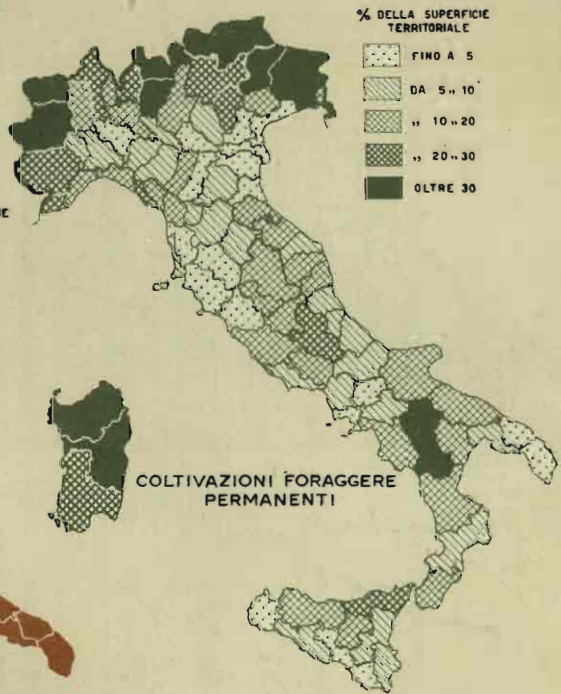 % DELLA SUPERFICIE
TERRITORIALE
FINO A 5
DA 5 „ 10
„ 10 „ 20
„ 20 „ 30
OLTRE 30
COLTIVAZIONI FORAGGERE
PERMANENTI